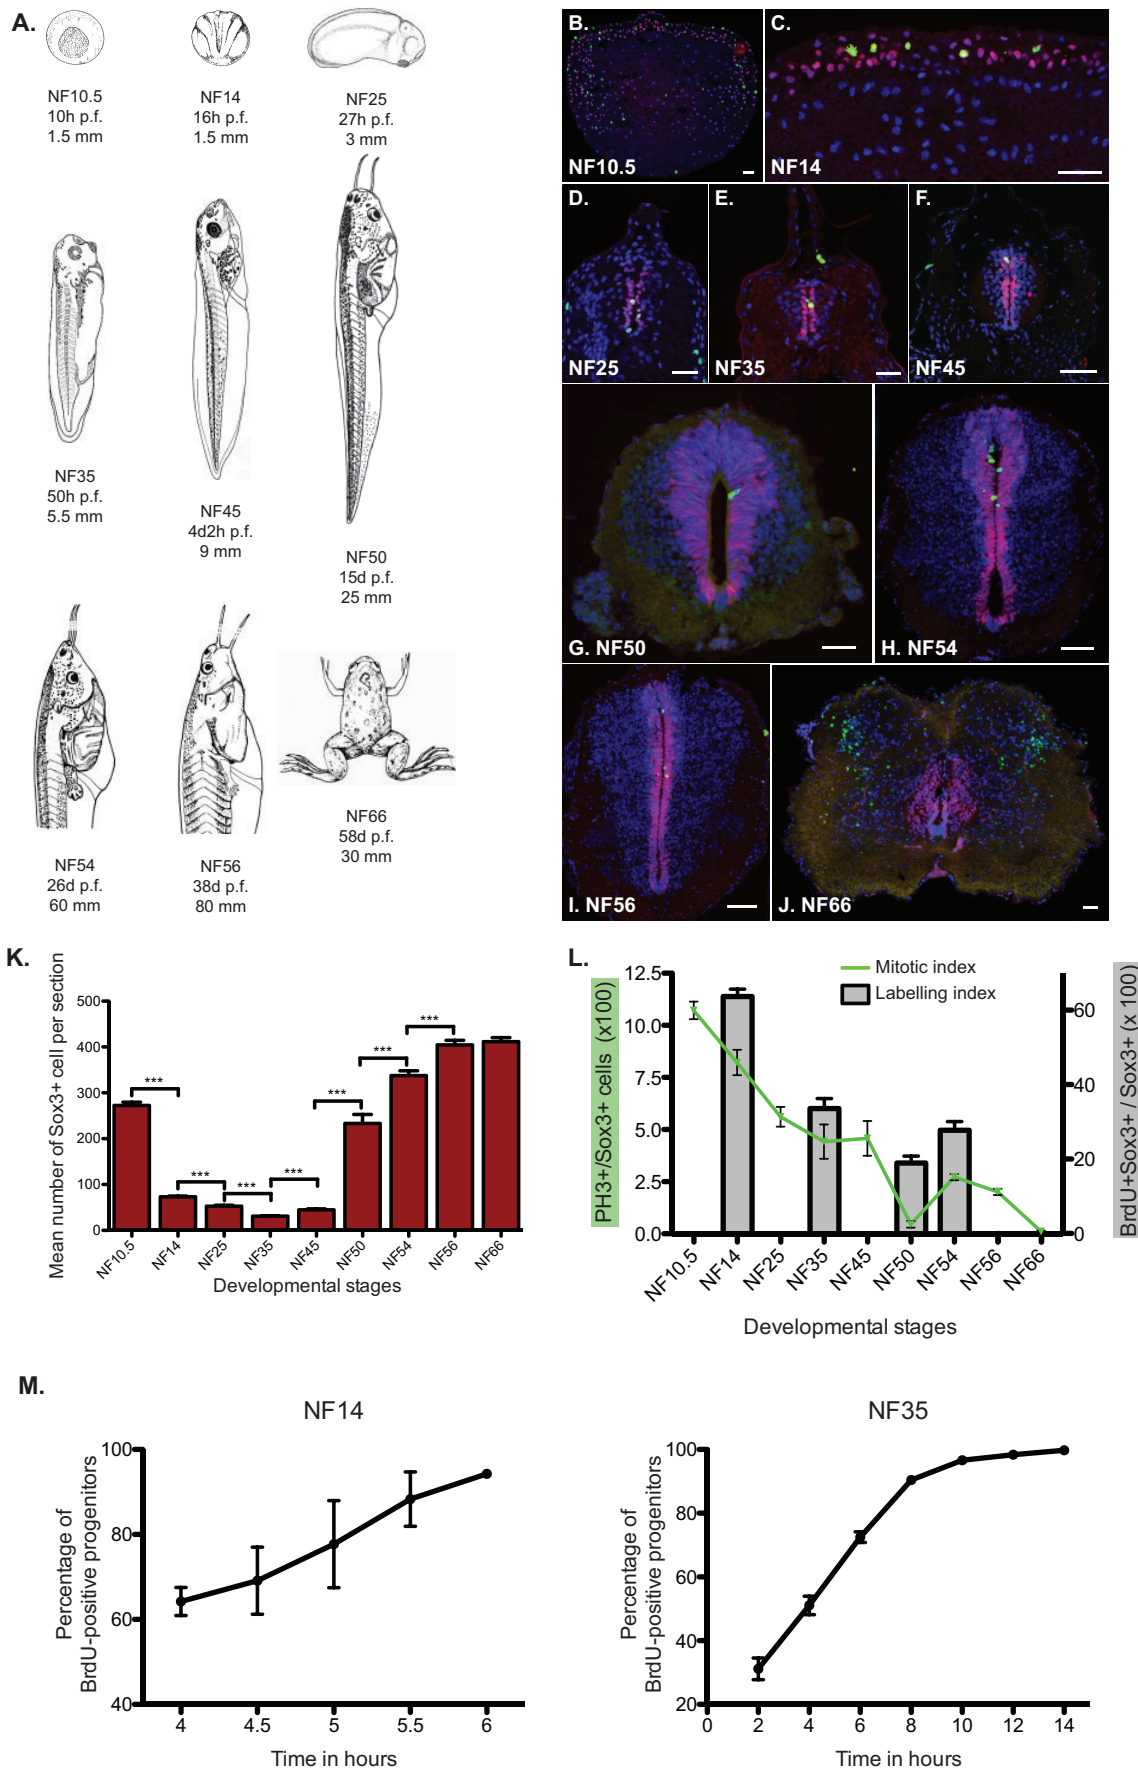 A.
NF10.5
10h p.f.
1.5 mm
NF14
16h p.f.
1.5 mm
NF25
27h p.f.
3 mm
NF35
50h p.f.
5.5 mm
NF45
4d2h p.f.
9 mm
NF50
15d p.f.
25 mm
NF54
26d p.f.
60 mm
NF56
38d p.f.
80 mm
NF66
58d p.f.
30 mm
B.
NF10.5
C.
NF14
D.
NF25
E.
NF35
F.
NF45
G. NF50
H. NF54
I. NF56
J. NF66
K.
Mean number of Sox3+ cell per section
500
400
300
200
100
0
***
***
***
***
***
***
***
NF10.5
NF14
NF25
NF35
NF45
NF50
NF54
NF56
NF66
Developmental stages
L.
PH3+/Sox3+ cells (x100)
12.5
10.0
7.5
5.0
2.5
0.0
Mitotic index
Labelling index
60
40
20
0
BrdU+Sox3+ / Sox3+ (x 100)
NF10.5
NF14
NF25
NF35
NF45
NF50
NF54
NF56
NF66
Developmental stages
M.
NF14
Percentage of
BrdU-positive progenitors
100
80
60
40
4
4.5
5
5.5
6
Time in hours
NF35
Percentage of
BrdU-positive progenitors
100
80
60
40
20
0
2
4
6
8
10
12
14
Time in hours